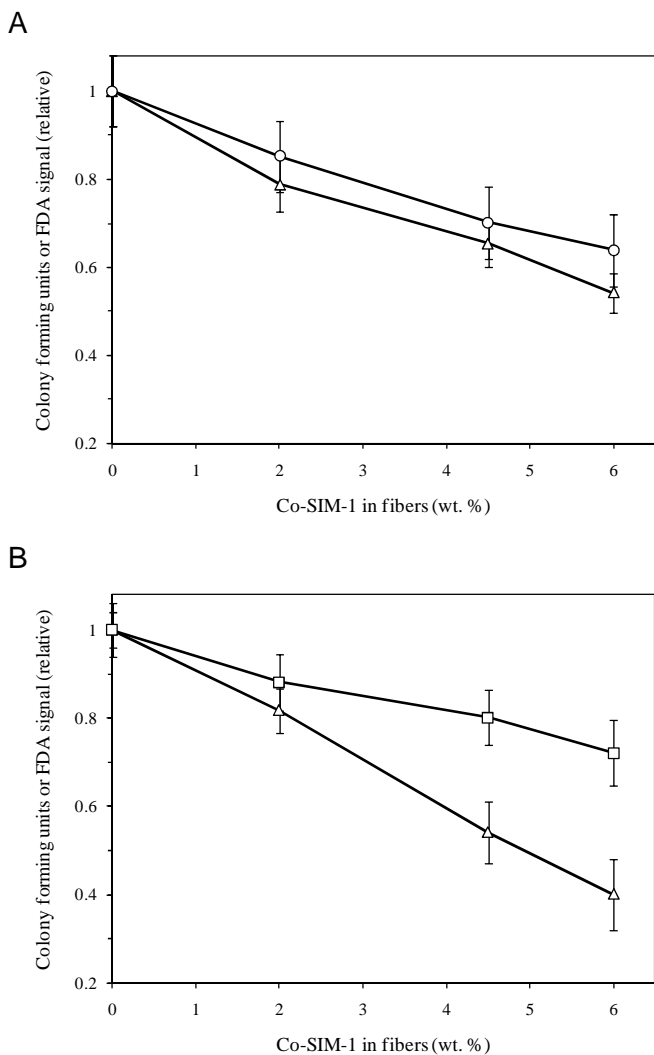 A
Colony forming units or FDA signal (relative)
1
0.8
0.6
0.4
0.2
0 1 2 3 4 5 6
Co-SIM-1 in fibers (wt. %)
B
Colony forming units or FDA signal (relative)
1
0.8
0.6
0.4
0.2
0 1 2 3 4 5 6
Co-SIM-1 in fibers (wt. %)